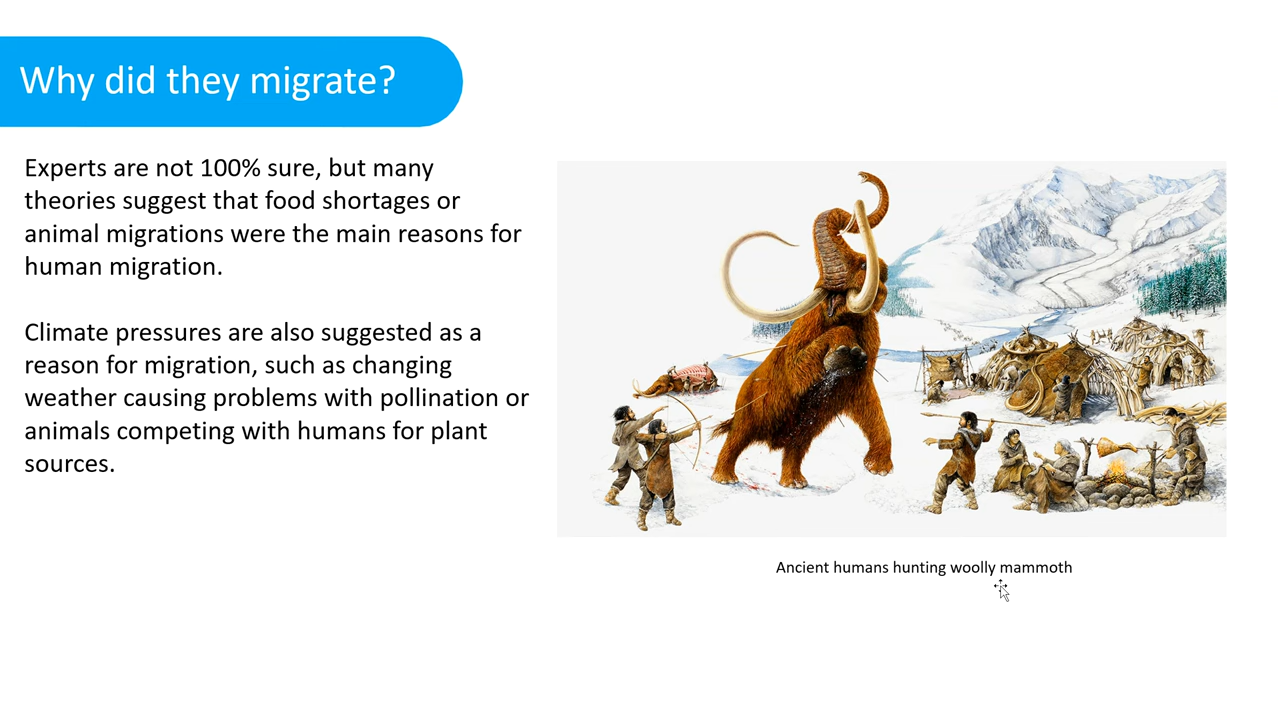 Why did they migrate?
Experts are not 100% sure, but many
theories suggest that food shortages or
animal migrations were the main reasons for
human migration.
Climate pressures are also suggested as a
reason for migration, such as changing
weather causing problems with pollination or
animals competing with humans for plant
sources.
Ancient humans hunting woolly mammoth